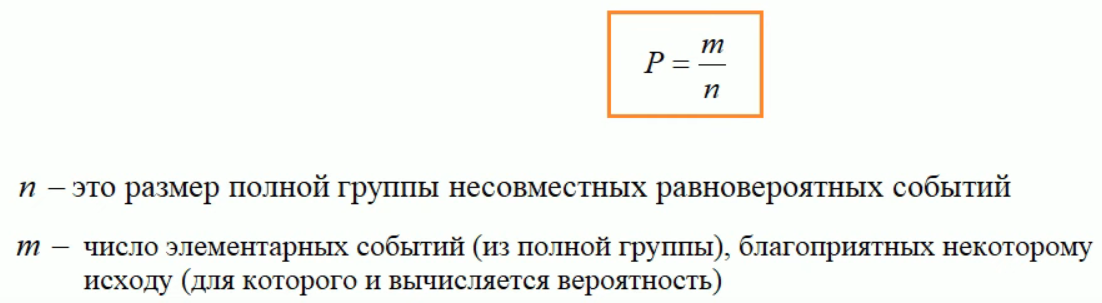 P = m/n
n – это размер полной группы несовместных равновероятных событий
m – число элементарных событий (из полной группы), благоприятных некоторому
исходу (для которого и вычисляется вероятность)